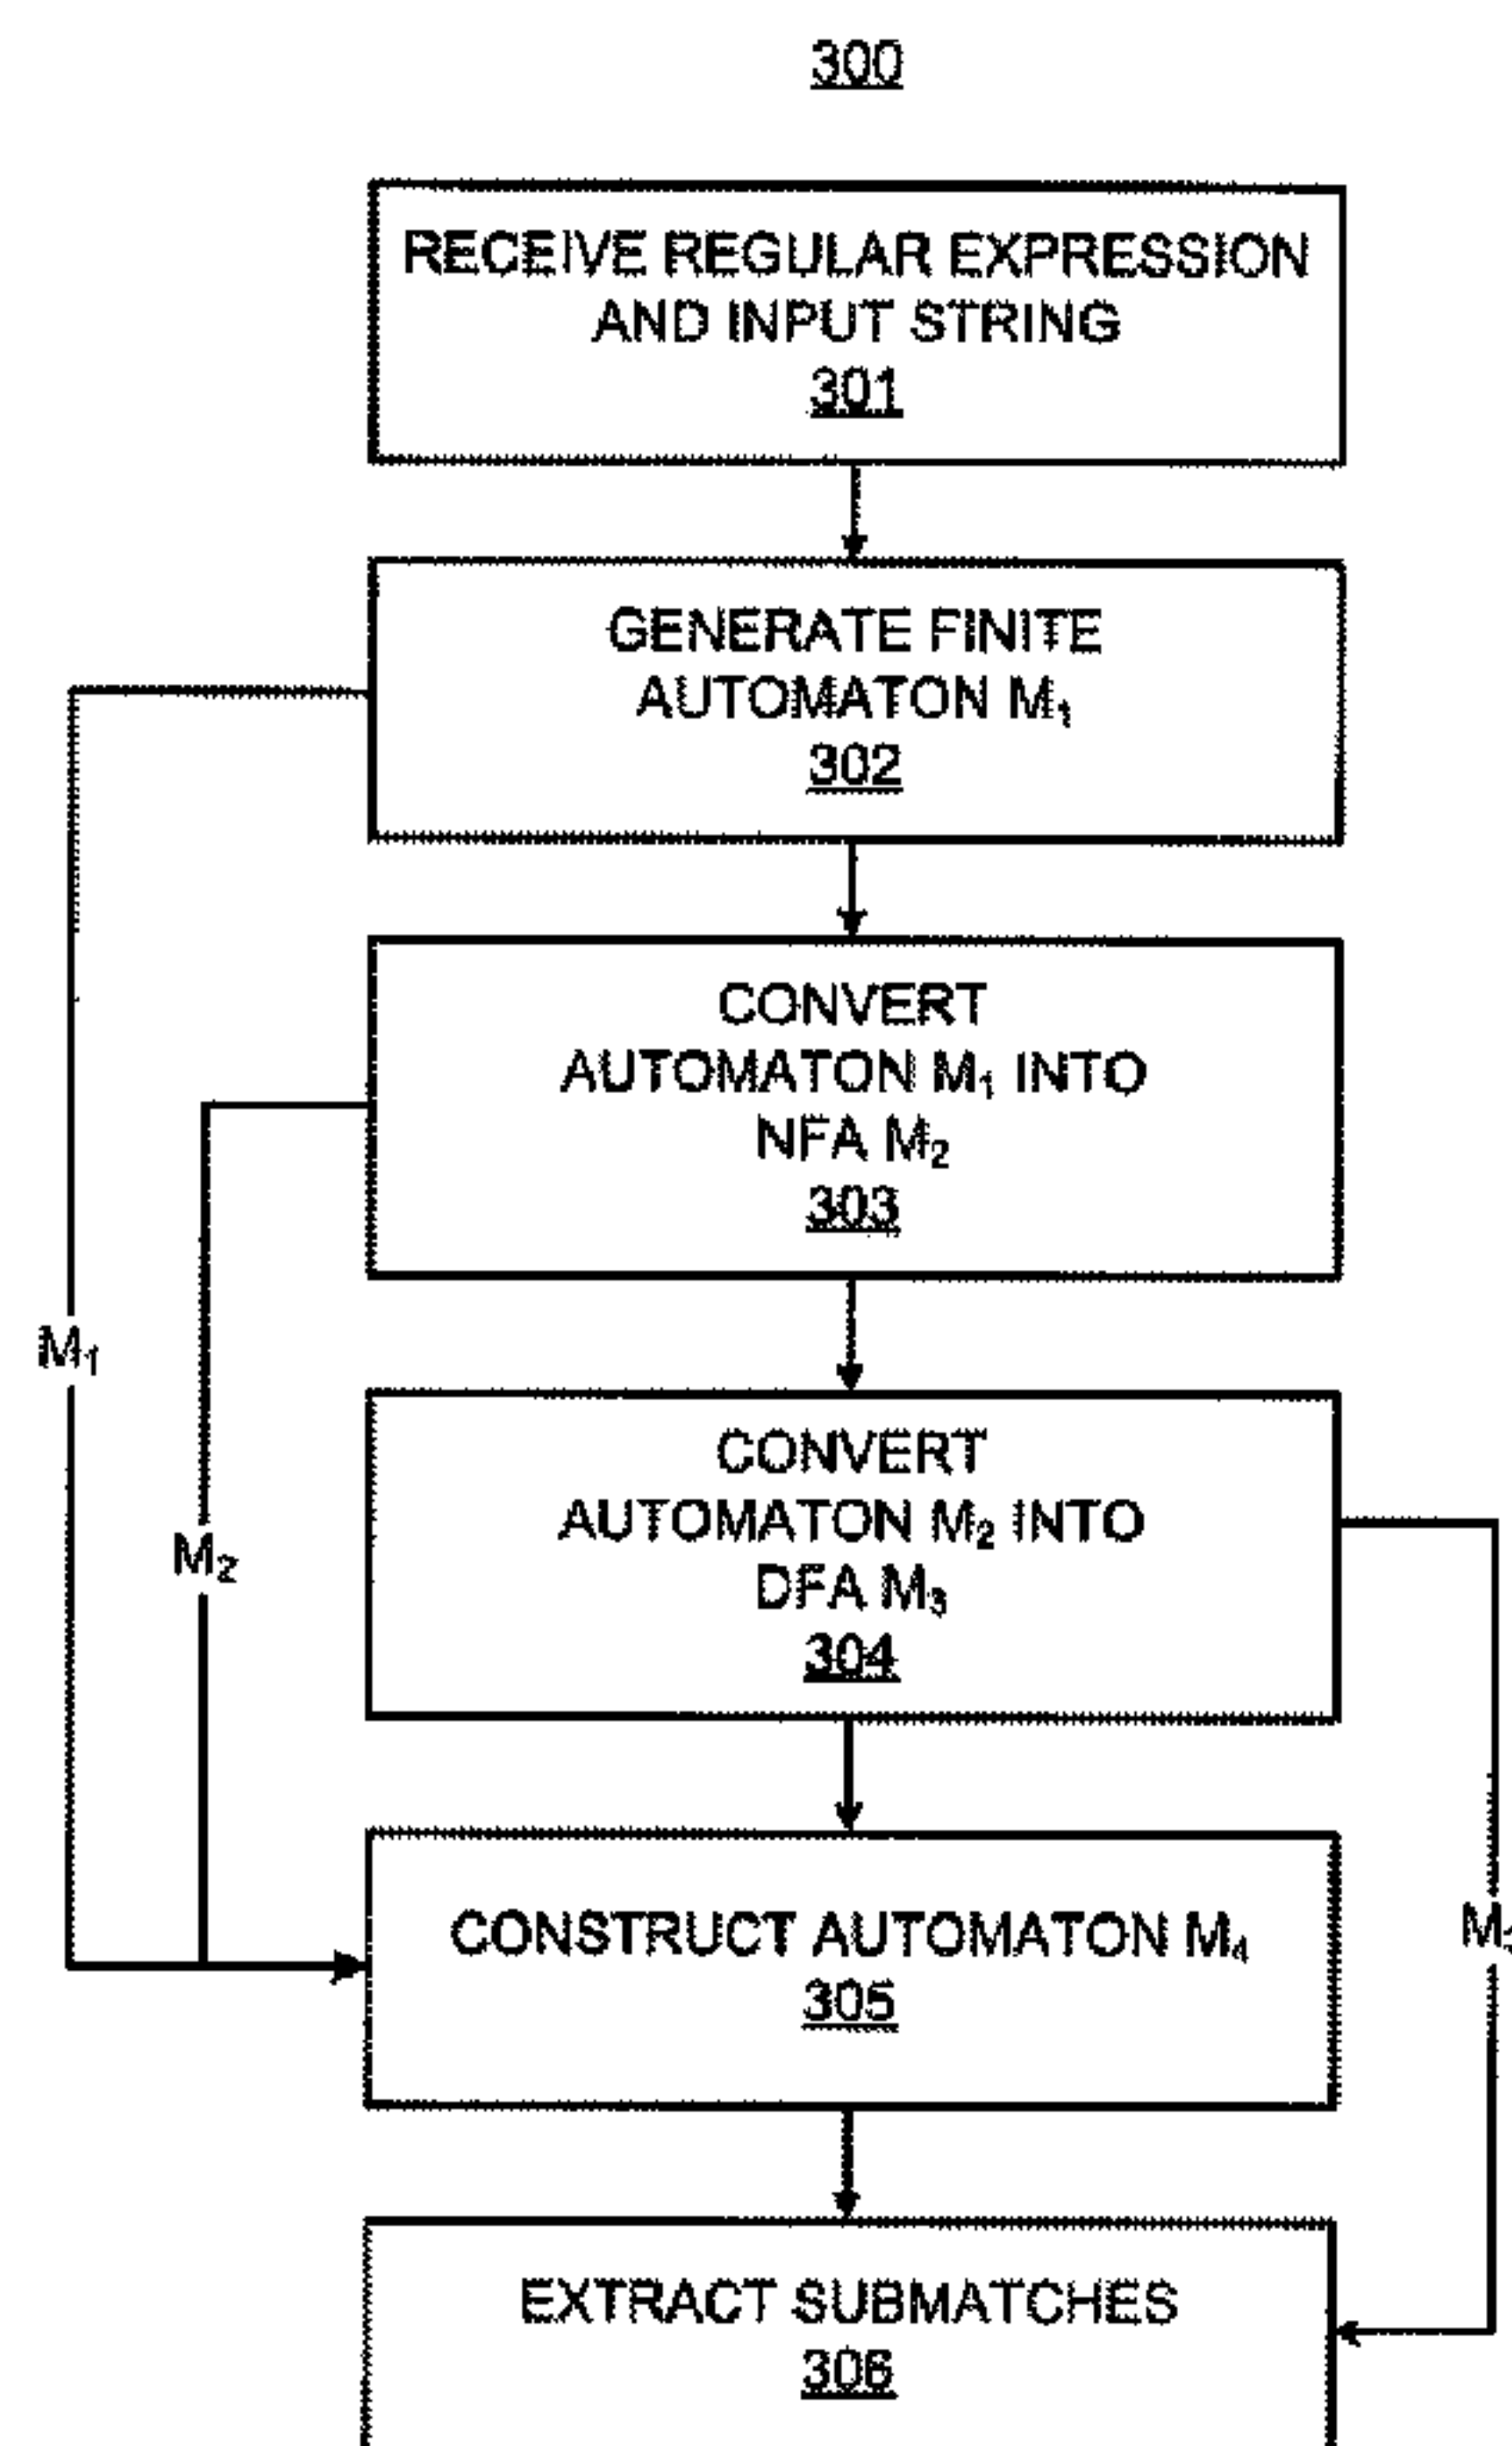 300
RECEIVE REGULAR EXPRESSION
AND INPUT STRING
301
GENERATE FINITE
AUTOMATON M₁
302
CONVERT
AUTOMATON M₁ INTO
NFA M₂
303
M₁
CONVERT
AUTOMATON M₂ INTO
DFA M₃
304
M₂
CONSTRUCT AUTOMATON M₄
305
M₃
EXTRACT SUBMATCHES
306